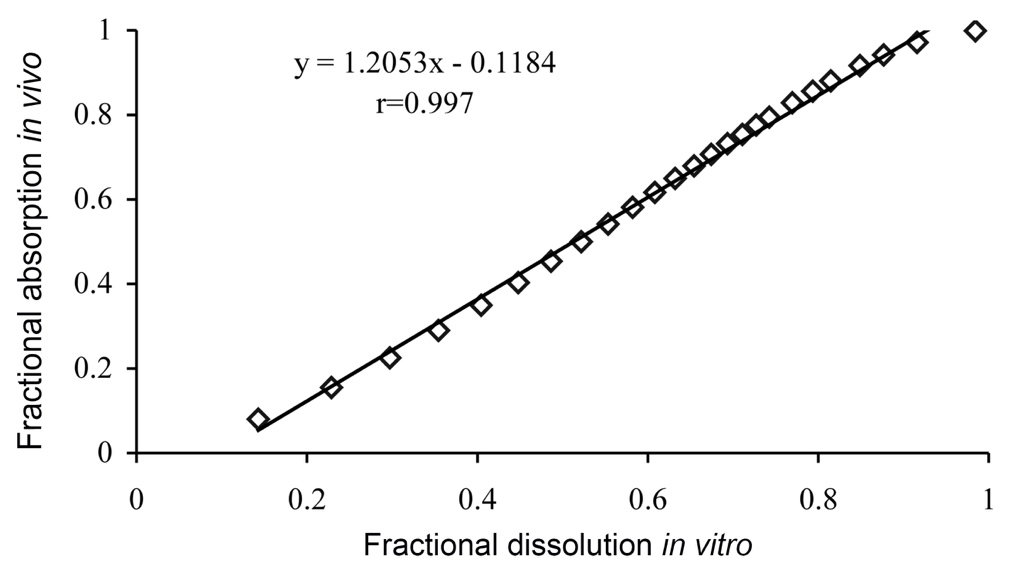 y = 1.2053x - 0.1184
r=0.997
Fractional absorption in vivo
1
0.8
0.6
0.4
0.2
0
0 0.2 0.4 0.6 0.8 1
Fractional dissolution in vitro